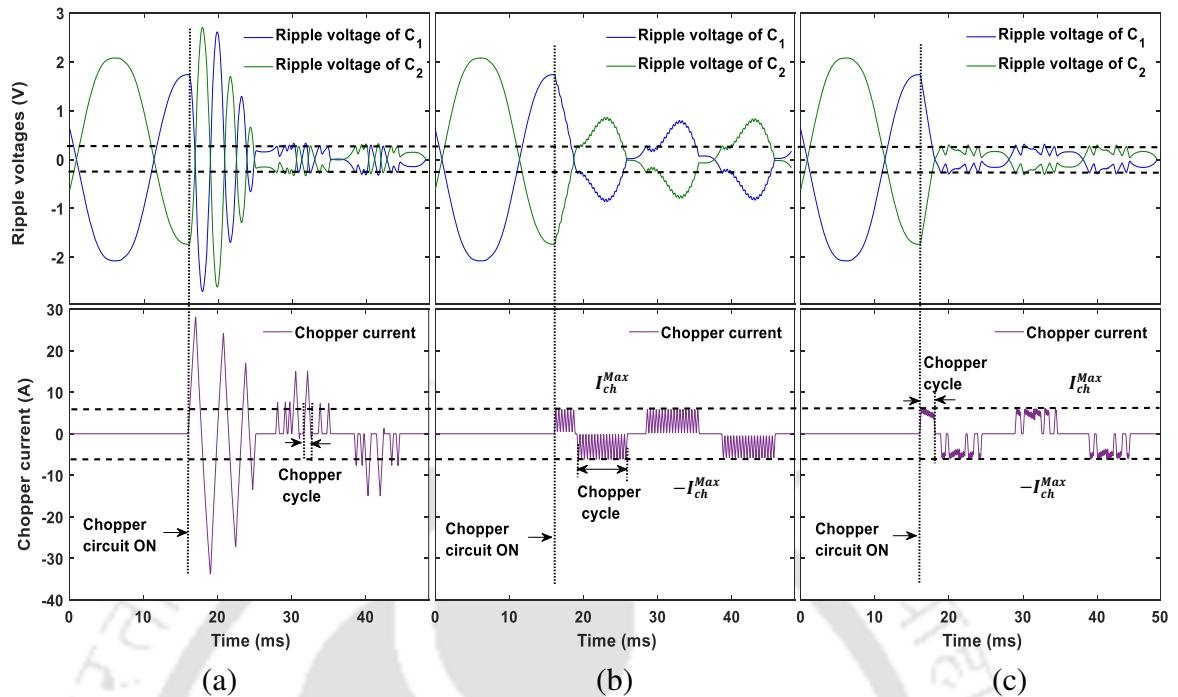 3
2
1
0
-1
-2
Ripple voltages (V)
Ripple voltage of C1
Ripple voltage of C2
Ripple voltage of C1
Ripple voltage of C2
Ripple voltage of C1
Ripple voltage of C2
30
20
10
0
-10
-20
-30
-40
Chopper current (A)
Chopper current
Chopper
cycle
Chopper
circuit ON
0 10 20 30 40
Time (ms)
(a)
Chopper current
I_ch^Max
−I_ch^Max
Chopper
cycle
Chopper
circuit ON
0 10 20 30 40
Time (ms)
(b)
Chopper current
Chopper
cycle
I_ch^Max
−I_ch^Max
Chopper
circuit ON
0 10 20 30 40 50
Time (ms)
(c)